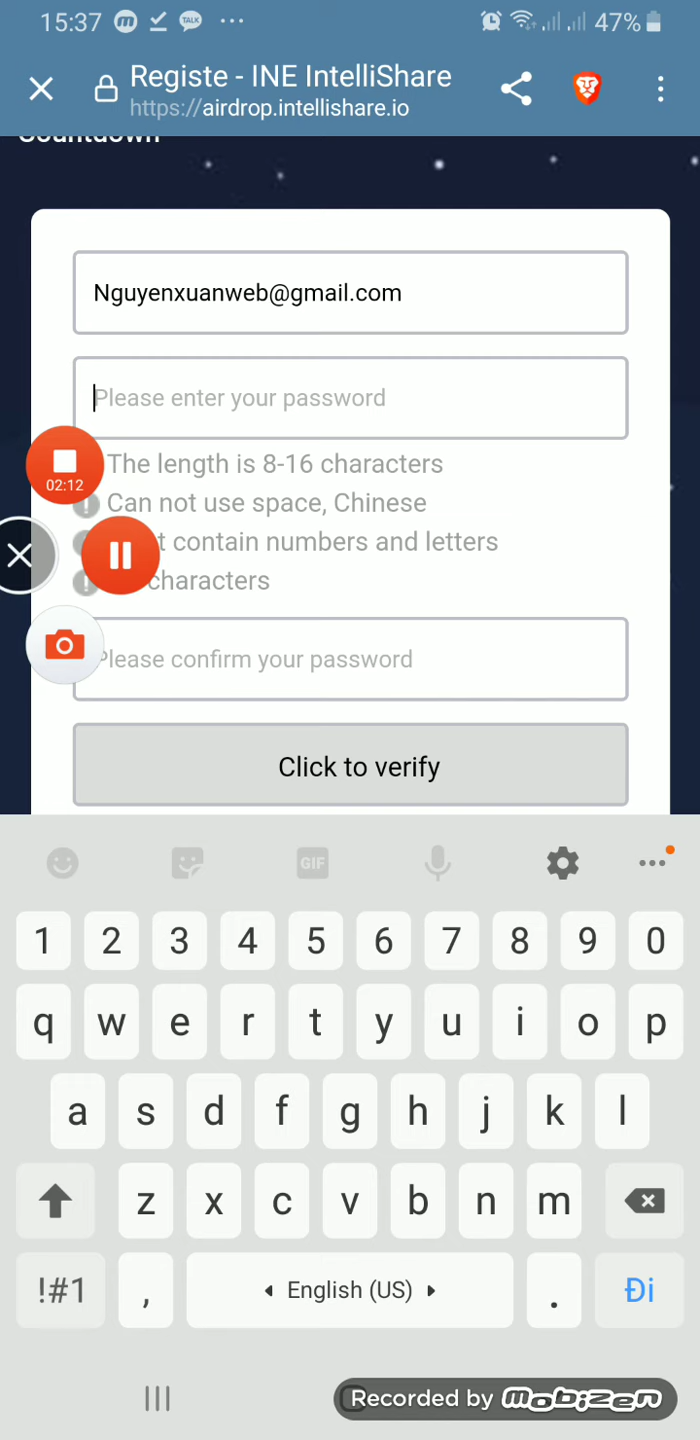 15:37 TALK 47%
Registe - INE IntelliShare
https://airdrop.intellishare.io
Countdown
Nguyenxuanweb@gmail.com
Please enter your password
The length is 8-16 characters
02:12
Can not use space, Chinese
contain numbers and letters
characters
Please confirm your password
Click to verify
GIF
1 2 3 4 5 6 7 8 9 0
q w e r t y u i o p
a s d f g h j k l
z x c v b n m
!#1 , English (US) . Đi
Recorded by mobizen